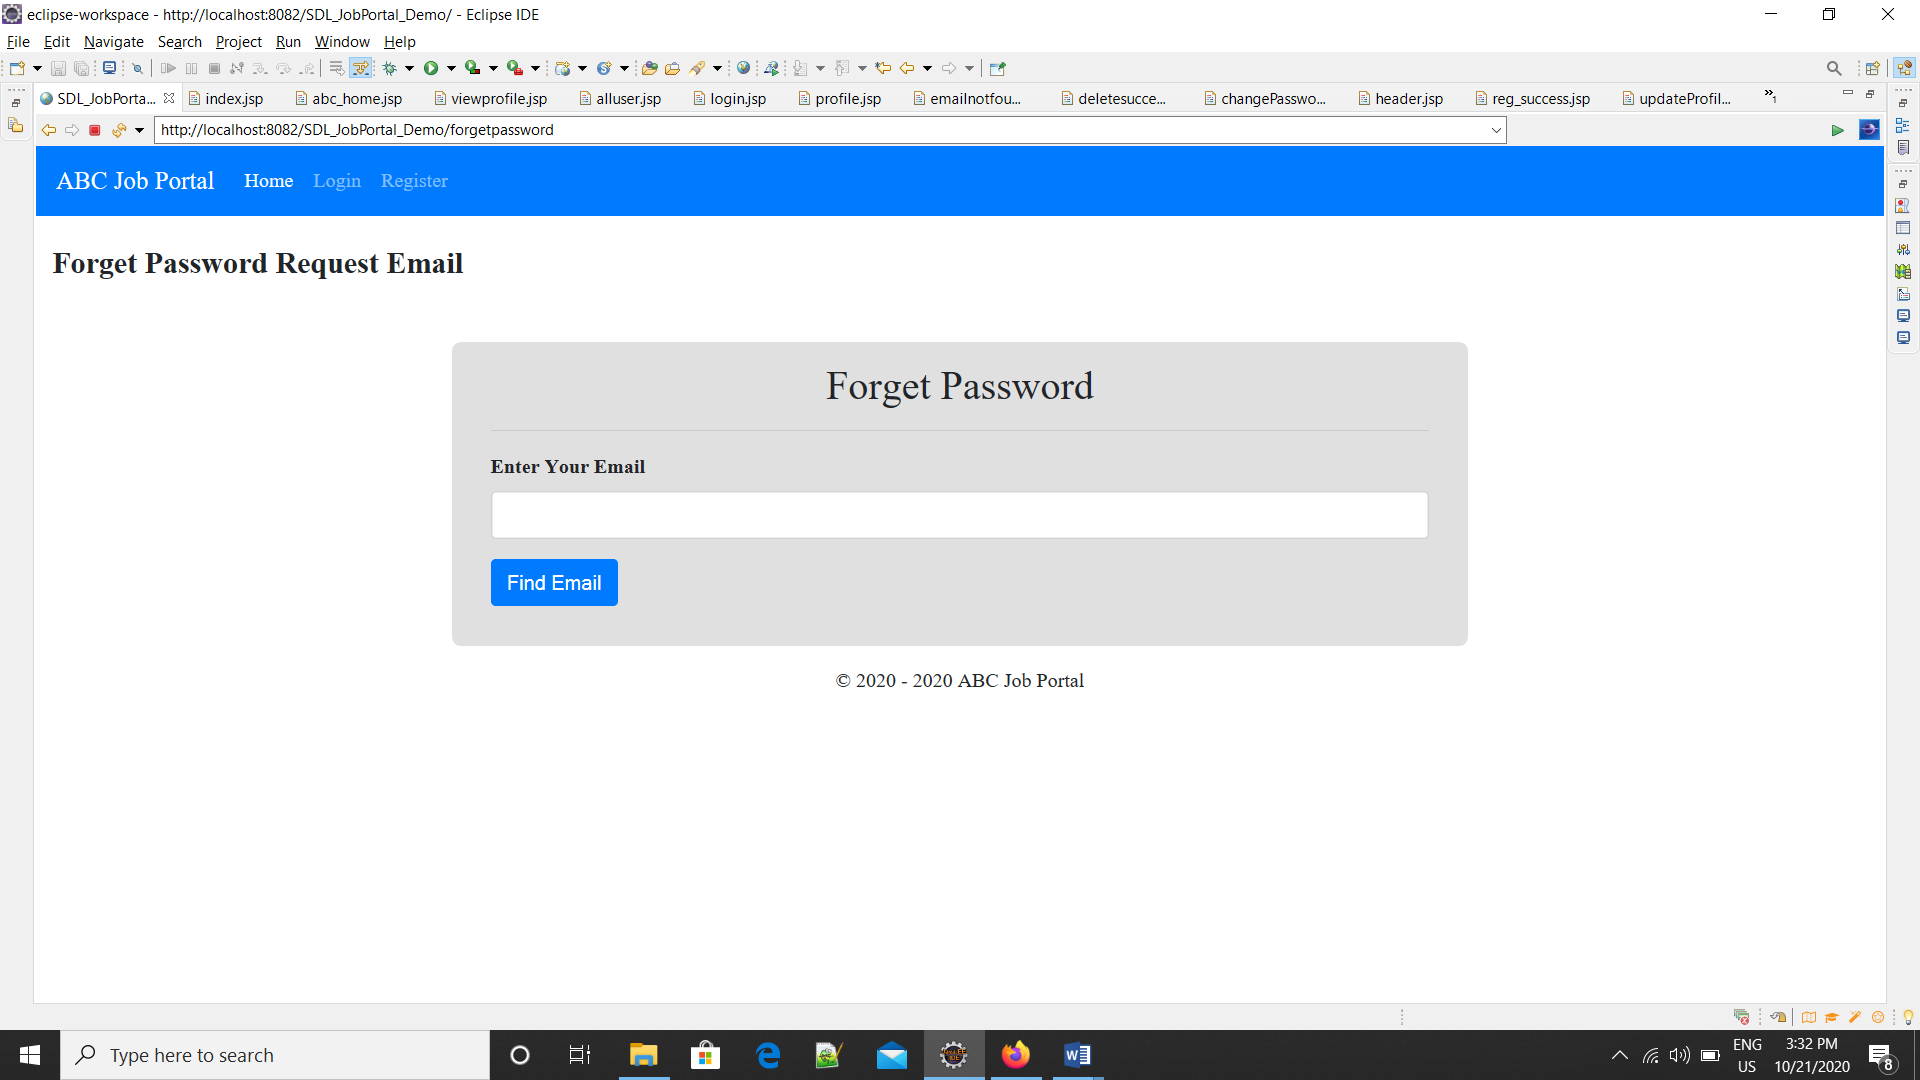 eclipse-workspace - http://localhost:8082/SDL_JobPortal_Demo/ - Eclipse IDE
File Edit Navigate Search Project Run Window Help
SDL_JobPorta... index.jsp abc_home.jsp viewprofile.jsp alluser.jsp login.jsp profile.jsp emailnotfou... deletesucce... changePasswo... header.jsp reg_success.jsp updateProfil... »1
http://localhost:8082/SDL_JobPortal_Demo/forgetpassword
ABC Job Portal Home Login Register
Forget Password Request Email
Forget Password
Enter Your Email
Find Email
© 2020 - 2020 ABC Job Portal
Type here to search
ENG
US
3:32 PM
10/21/2020
8